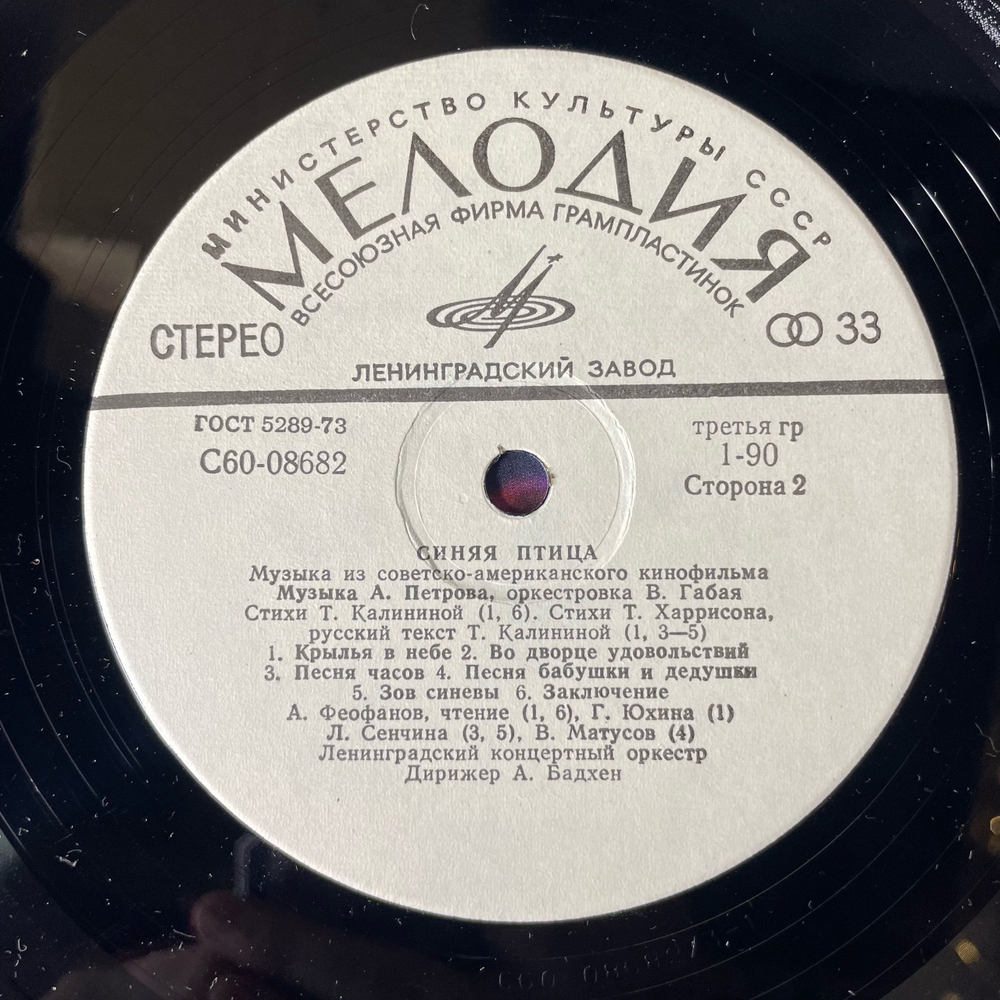 МИНИСТЕРСТВО КУЛЬТУРЫ СССР
МЕЛОДИЯ
ВСЕСОЮЗНАЯ ФИРМА ГРАМПЛАСТИНОК
СТЕРЕО
33
ЛЕНИНГРАДСКИЙ ЗАВОД
ГОСТ 5289-73
С60-08682
третья гр
1-90
Сторона 2
СИНЯЯ ПТИЦА
Музыка из советско-американского кинофильма
Музыка А. Петрова, оркестровка В. Габая
Стихи Т. Калининой (1, 6). Стихи Т. Харрисона,
русский текст Т. Калининой (1, 3—5)
1. Крылья в небе 2. Во дворце удовольствий
3. Песня часов 4. Песня бабушки и дедушки
5. Зов синевы 6. Заключение
А. Феофанов, чтение (1, 6), Г. Юхина (1)
Л. Сенчина (3, 5), В. Матусов (4)
Ленинградский концертный оркестр
Дирижер А. Бадхен